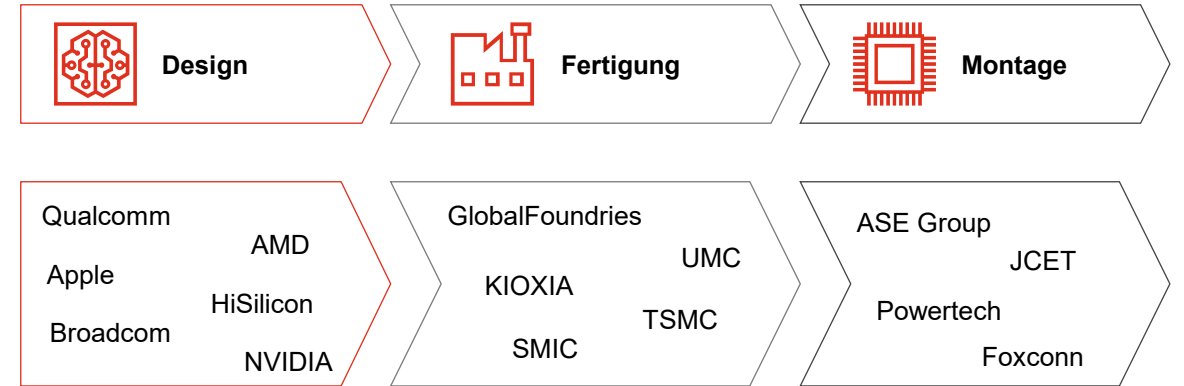 Design
Fertigung
Montage
Qualcomm
AMD
Apple
HiSilicon
Broadcom
NVIDIA
GlobalFoundries
UMC
KIOXIA
TSMC
SMIC
ASE Group
JCET
Powertech
Foxconn